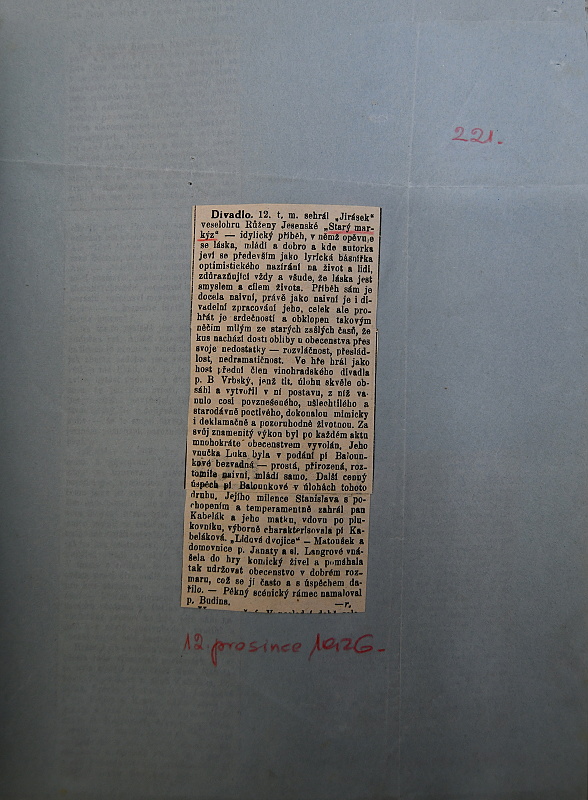 221.
Divadlo. 12. t. m. sehrál „Jirásek“
veselohru Růženy Jesenské „Starý mar-
kýz“ — idylický příběh, v němž opěvuje
se láska, mládí a dobro a kde autorka
jeví se především jako lyrická básnířka
optimistického nazírání na život a lidi,
zdůrazňující vždy a všude, že láska jest
smyslem a cílem života. Příběh sám je
docela naivní, právě jako naivní je i di-
vadelní zpracování jeho, celek ale pro-
hřát je srdečností a obklopen takovým
něčím milým ze starých zašlých časů, že
kus nachází dosti obliby u obecenstva přes
svoje nedostatky — rozvláčnost, přeslád-
lost, nedramatičnost. Ve hře hrál jako
host přední člen vinohradského divadla
p. B Vrbský, jenž tit. úlohu skvěle ob-
sáhl a vytvořil v ní postavu, z níž va-
nulo cosi povznešeného, ušlechtilého a
starodávně poctivého, dokonalou mimicky
i deklamačně a pozoruhodně životnou. Za
svůj znamenitý výkon byl po každém aktu
mnohokráte obecenstvem vyvolán. Jeho
vnučka Luka byla v podání pí Baloun-
kové bezvadná — prostá, přirozená, roz-
tomile naivní, mládí samo. Další cenný
úspěch pí Balounkové v úlohách tohoto
druhu. Jejího milence Stanislava s po-
chopením a temperamentně zahrál pan
Kabelák a jeho matku, vdovu po plu-
kovníku, výborně charakterisovala pí Ka-
beláková. „Lidová dvojice“ — Matoušek a
domovnice p. Janaty a sl. Langrové vná-
šela do hry komický živel a pomáhala
tak udržovat obecenstvo v dobrém roz-
maru, což se jí často a s úspěchem da-
řilo. — Pěkný scénický rámec namaloval
p. Budina. —r.
12. prosince 1926.